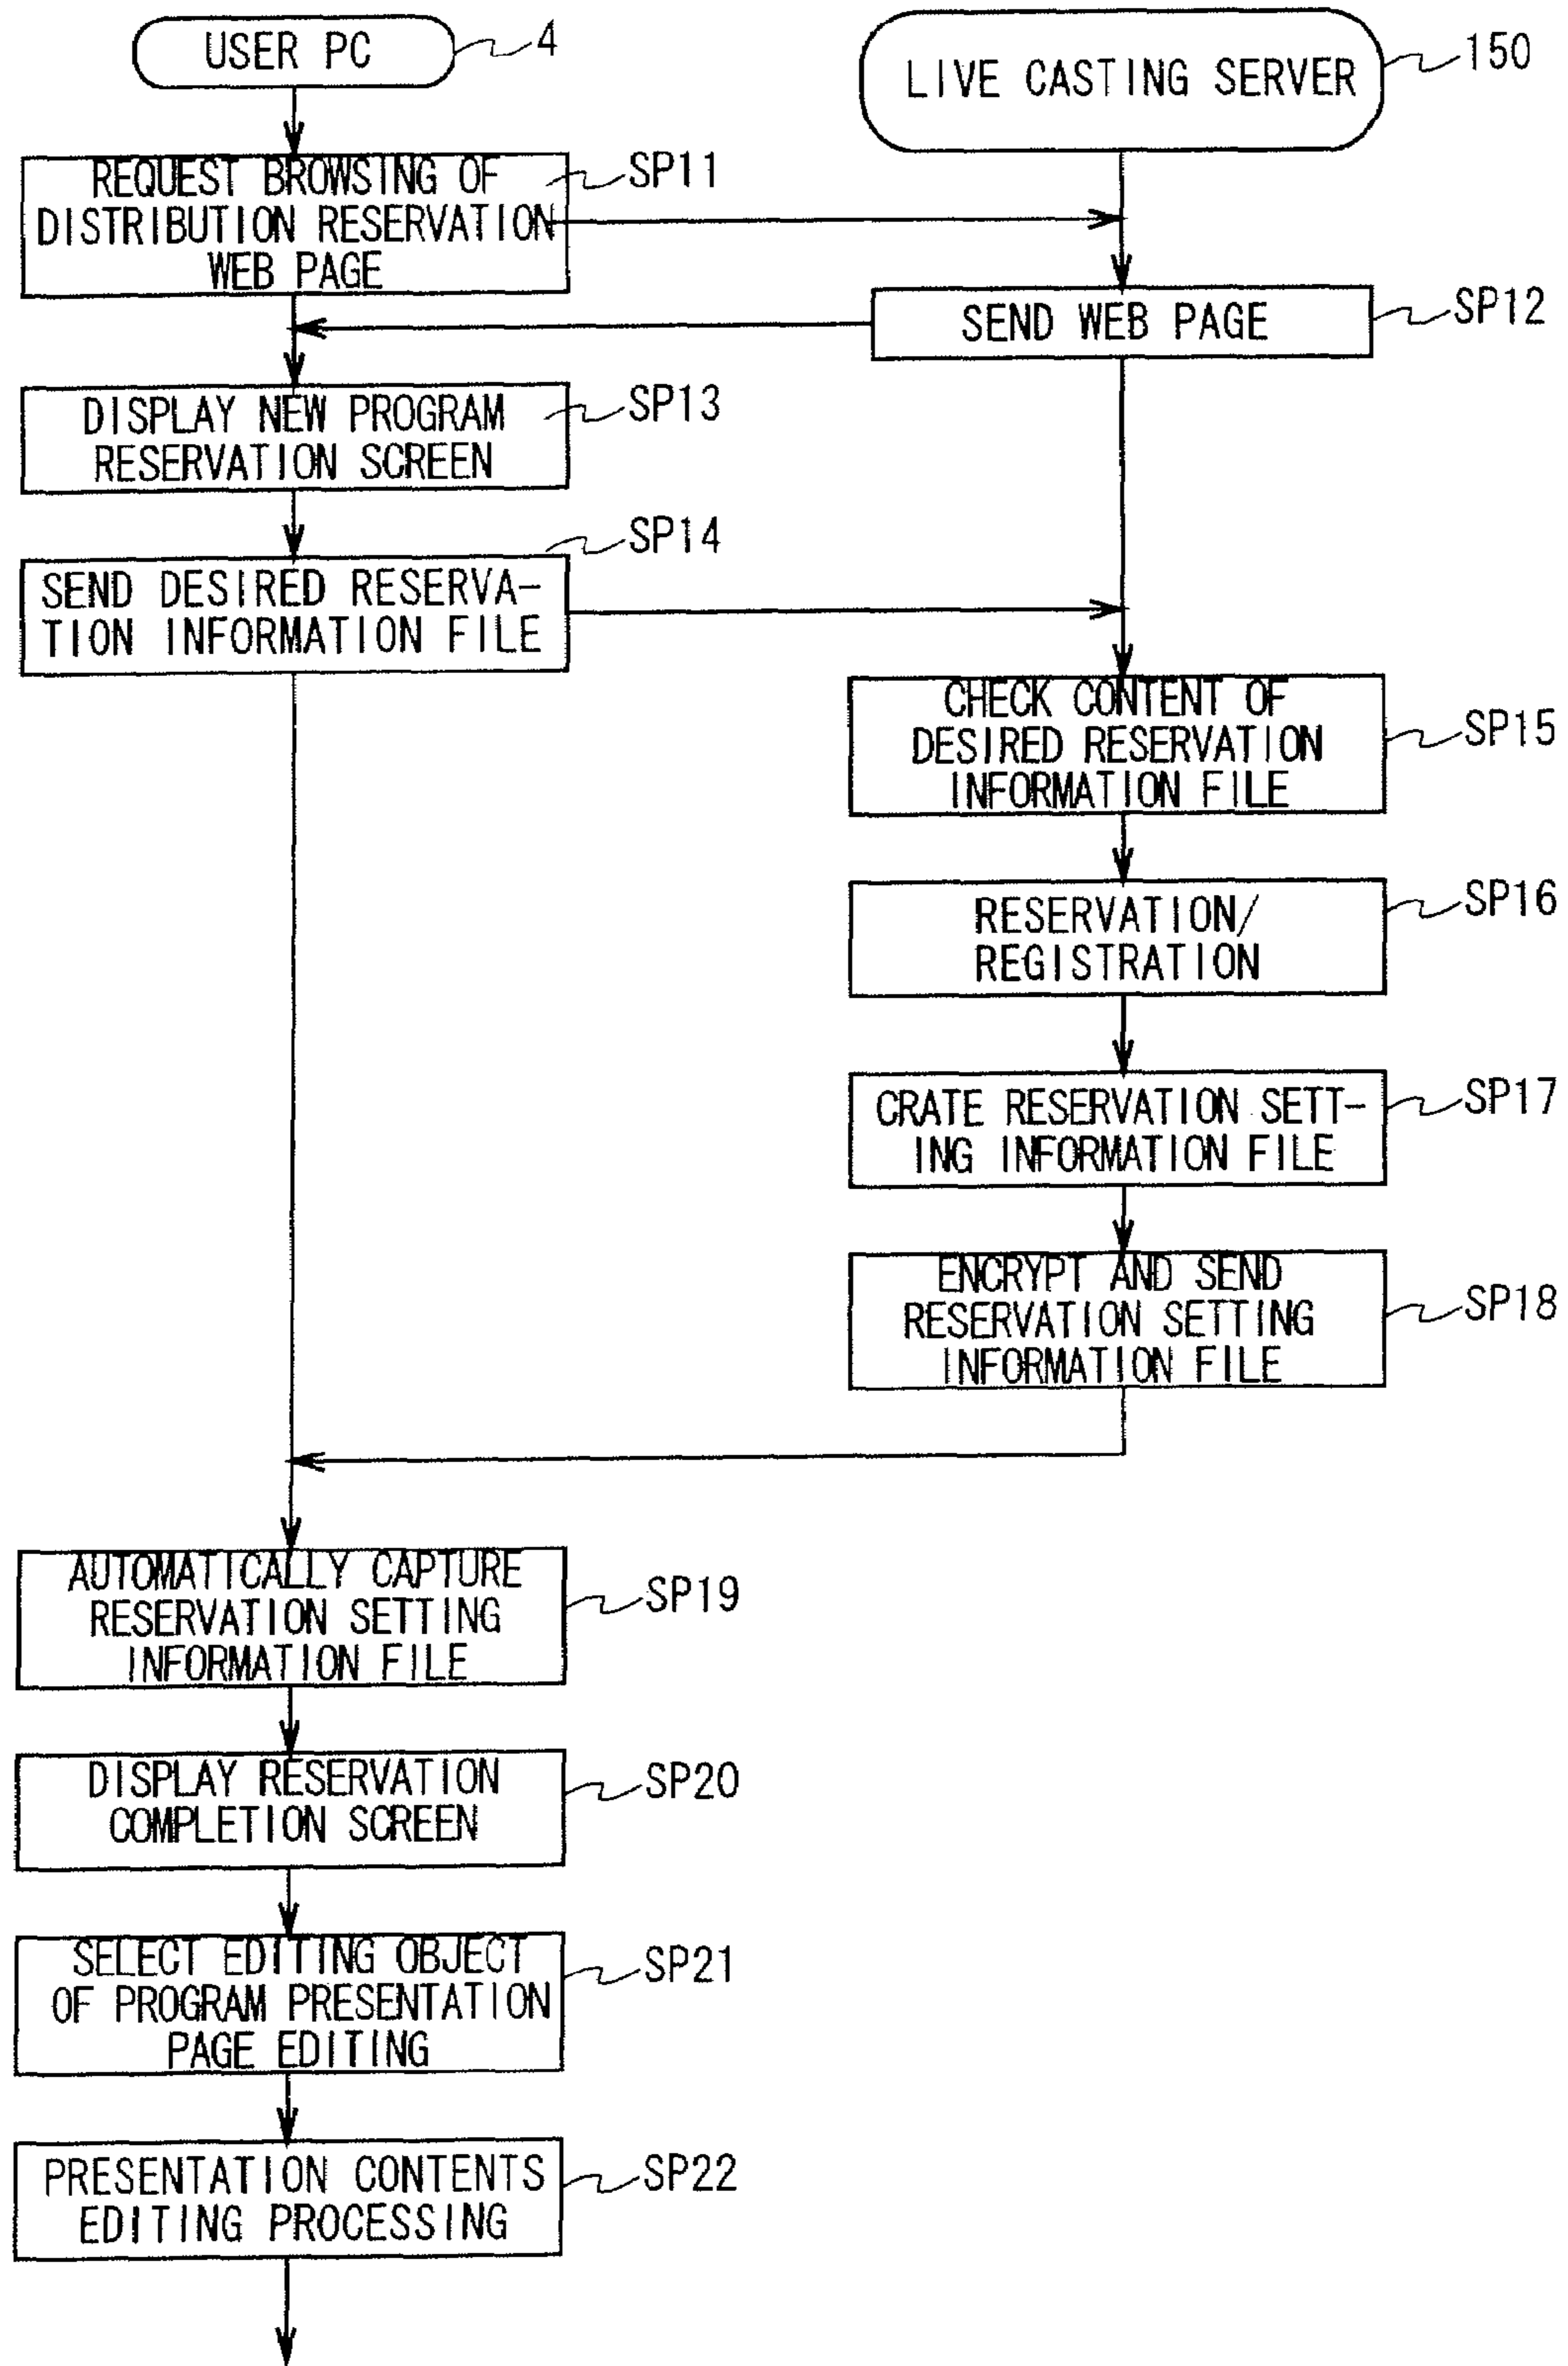 USER PC
4
LIVE CASTING SERVER
150
REQUEST BROWSING OF
DISTRIBUTION RESERVATION
WEB PAGE
SP11
SEND WEB PAGE
SP12
DISPLAY NEW PROGRAM
RESERVATION SCREEN
SP13
SEND DESIRED RESERVA-
TION INFORMATION FILE
SP14
CHECK CONTENT OF
DESIRED RESERVATION
INFORMATION FILE
SP15
RESERVATION/
REGISTRATION
SP16
CRATE RESERVATION SETT-
ING INFORMATION FILE
SP17
ENCRYPT AND SEND
RESERVATION SETTING
INFORMATION FILE
SP18
AUTOMATICALLY CAPTURE
RESERVATION SETTING
INFORMATION FILE
SP19
DISPLAY RESERVATION
COMPLETION SCREEN
SP20
SELECT EDITING OBJECT
OF PROGRAM PRESENTATION
PAGE EDITING
SP21
PRESENTATION CONTENTS
EDITING PROCESSING
SP22